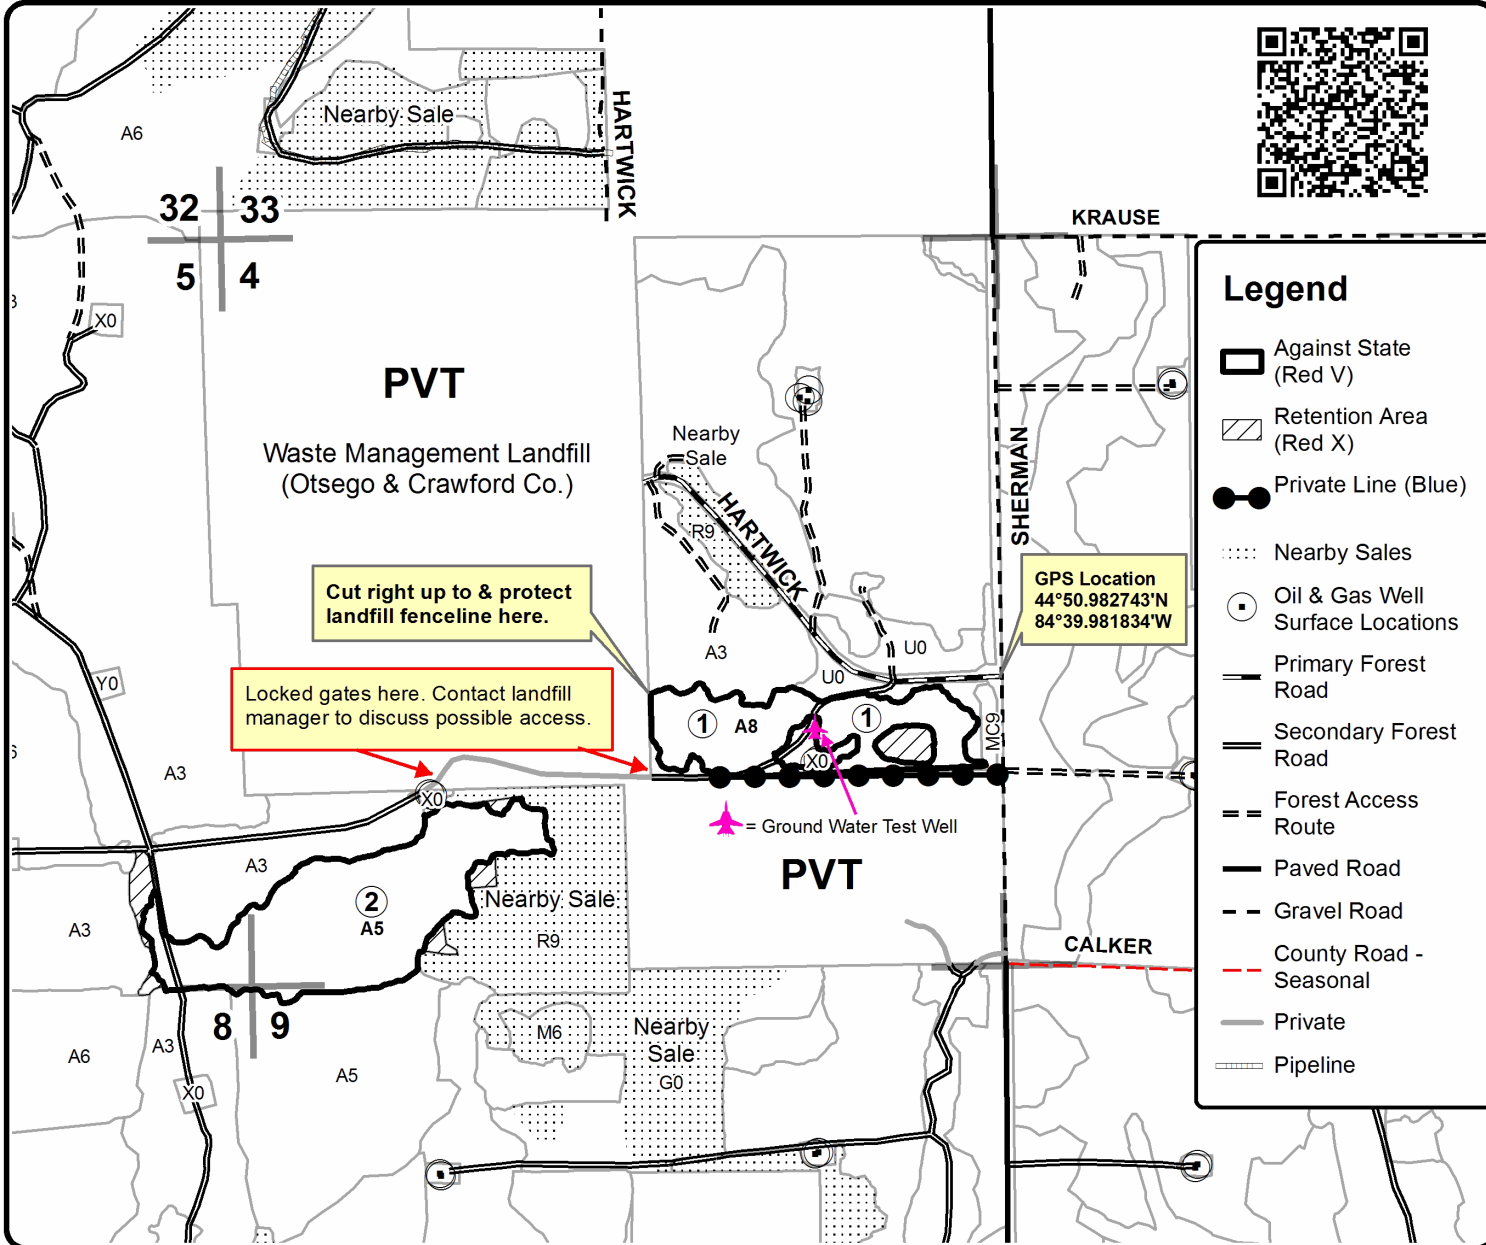 Nearby Sale
HARTWICK
A6
32
33
5
4
KRAUSE
X0
PVT
Waste Management Landfill
(Otsego & Crawford Co.)
Nearby
Sale
R9
HARTWICK
SHERMAN
Cut right up to & protect
landfill fenceline here.
GPS Location
44°50.982743'N
84°39.981834'W
A3
U0
U0
Y0
Locked gates here. Contact landfill
manager to discuss possible access.
1
A8
1
MC9
X0
A3
X0
= Ground Water Test Well
PVT
A3
2
A5
Nearby Sale
R9
A3
CALKER
8
9
A6
A3
X0
A5
M6
Nearby
Sale
G0
Legend
Against State
(Red V)
Retention Area
(Red X)
Private Line (Blue)
Nearby Sales
Oil & Gas Well
Surface Locations
Primary Forest
Road
Secondary Forest
Road
Forest Access
Route
Paved Road
Gravel Road
County Road -
Seasonal
Private
Pipeline